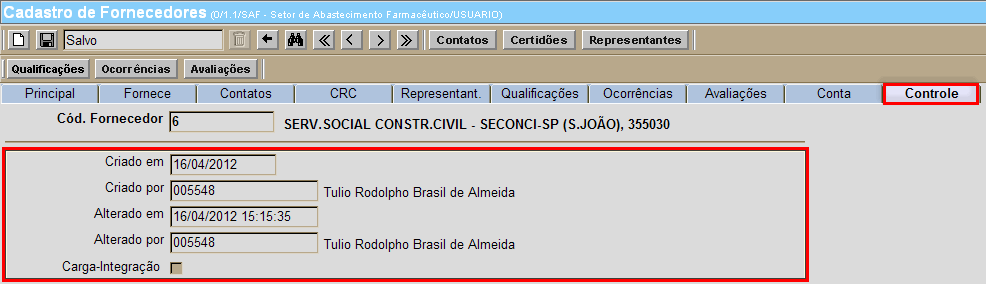 Cadastro de Fornecedores (0/1.1/SAF - Setor de Abastecimento Farmacêutico/USUARIO)
Salvo Contatos Certidões Representantes
Qualificações Ocorrências Avaliações
Principal Fornece Contatos CRC Representant. Qualificações Ocorrências Avaliações Conta Controle
Cód. Fornecedor 6 SERV.SOCIAL CONSTR.CIVIL - SECONCI-SP (S.JOÃO), 355030
Criado em 16/04/2012
Criado por 005548 Tulio Rodolpho Brasil de Almeida
Alterado em 16/04/2012 15:15:35
Alterado por 005548 Tulio Rodolpho Brasil de Almeida
Carga-Integração